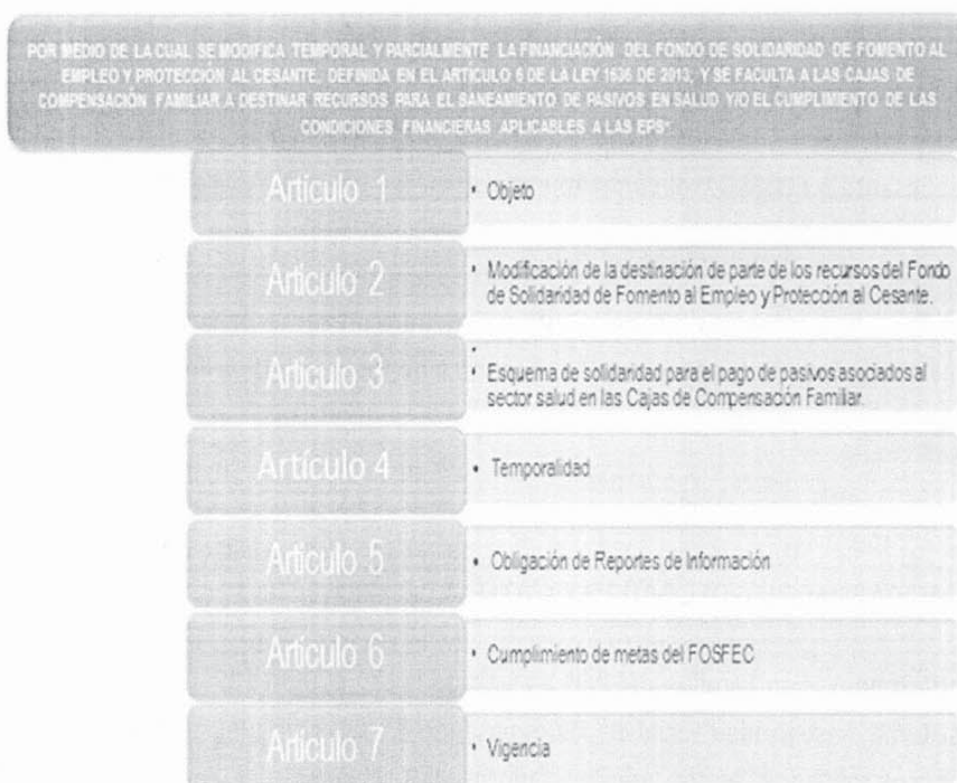 POR MEDIO DE LA CUAL SE MODIFICA TEMPORAL Y PARCIALMENTE LA FINANCIACIÓN DEL FONDO DE SOLIDARIDAD DE FOMENTO AL
EMPLEO Y PROTECCIÓN AL CESANTE, DEFINIDA EN EL ARTÍCULO 6 DE LA LEY 1636 DE 2013, Y SE FACULTA A LAS CAJAS DE
COMPENSACIÓN FAMILIAR A DESTINAR RECURSOS PARA EL SANEAMIENTO DE PASIVOS EN SALUD Y/O EL CUMPLIMIENTO DE LAS
CONDICIONES FINANCIERAS APLICABLES A LAS EPS"
Artículo 1
• Objeto
Artículo 2
• Modificación de la destinación de parte de los recursos del Fondo
de Solidaridad de Fomento al Empleo y Protección al Cesante.
Artículo 3
•
• Esquema de solidaridad para el pago de pasivos asociados al
sector salud en las Cajas de Compensación Familiar.
Artículo 4
• Temporalidad
Artículo 5
• Obligación de Reportes de Información
Artículo 6
• Cumplimiento de metas del FOSFEC
Artículo 7
• Vigencia